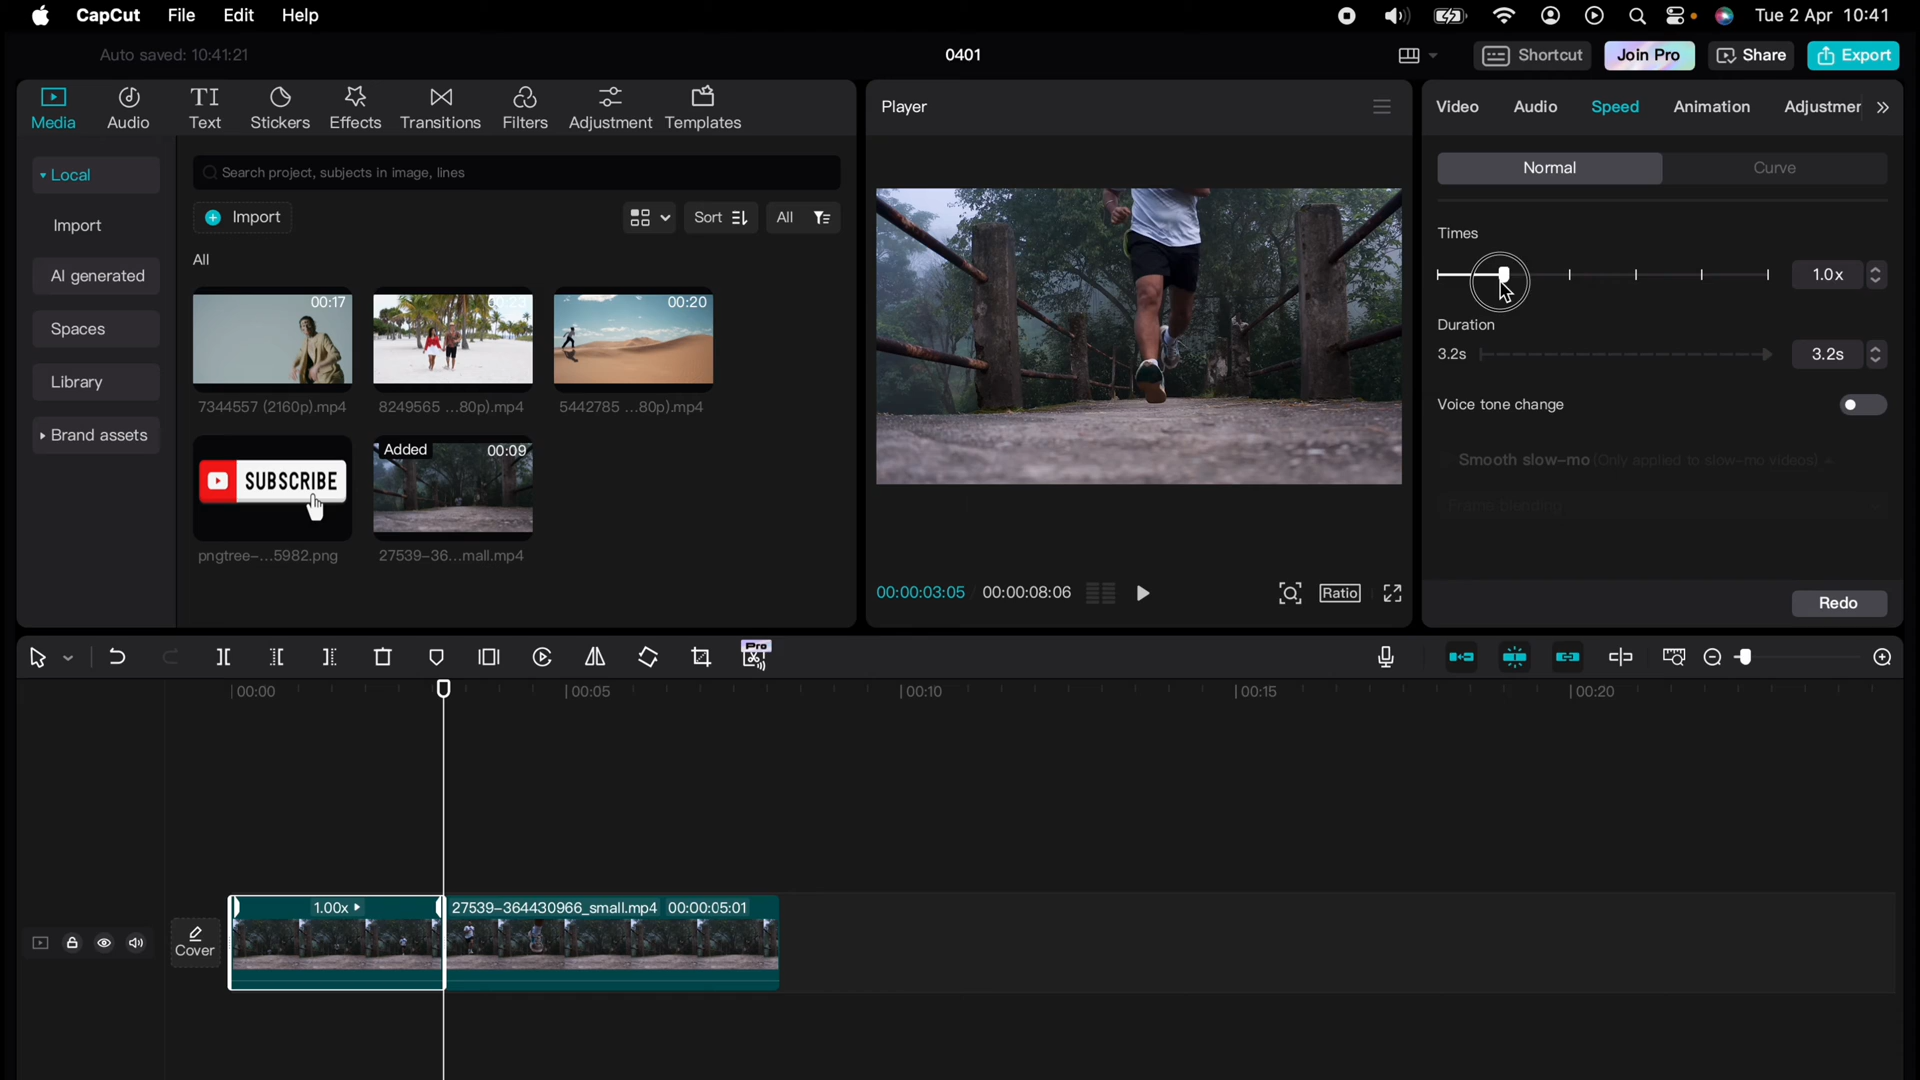 CapCut File Edit Help Tue 2 Apr 10:41
Auto saved: 10:41:21 0401 Shortcut Join Pro Share Export
Media Audio Text Stickers Effects Transitions Filters Adjustment Templates
Local
Import
AI generated
Spaces
Library
Brand assets
Search project, subjects in image, lines
Import Sort All
All
00:17
7344557 (2160p).mp4
8249565 ...80p).mp4
00:20
5442785 ...80p).mp4
SUBSCRIBE
pngtree-...5982.png
Added 00:09
27539-36...mall.mp4
Player
00:00:03:05 / 00:00:08:06 Ratio
Video Audio Speed Animation Adjustmer
Normal Curve
Times
1.0x
Duration
3.2s 3.2s
Voice tone change
Smooth slow-mo (Only applied to slow-mo videos)
Frame blending
Redo
Pro
00:00 00:05 00:10 00:15 00:20
Cover
1.00x 27539-364430966_small.mp4 00:00:05:01